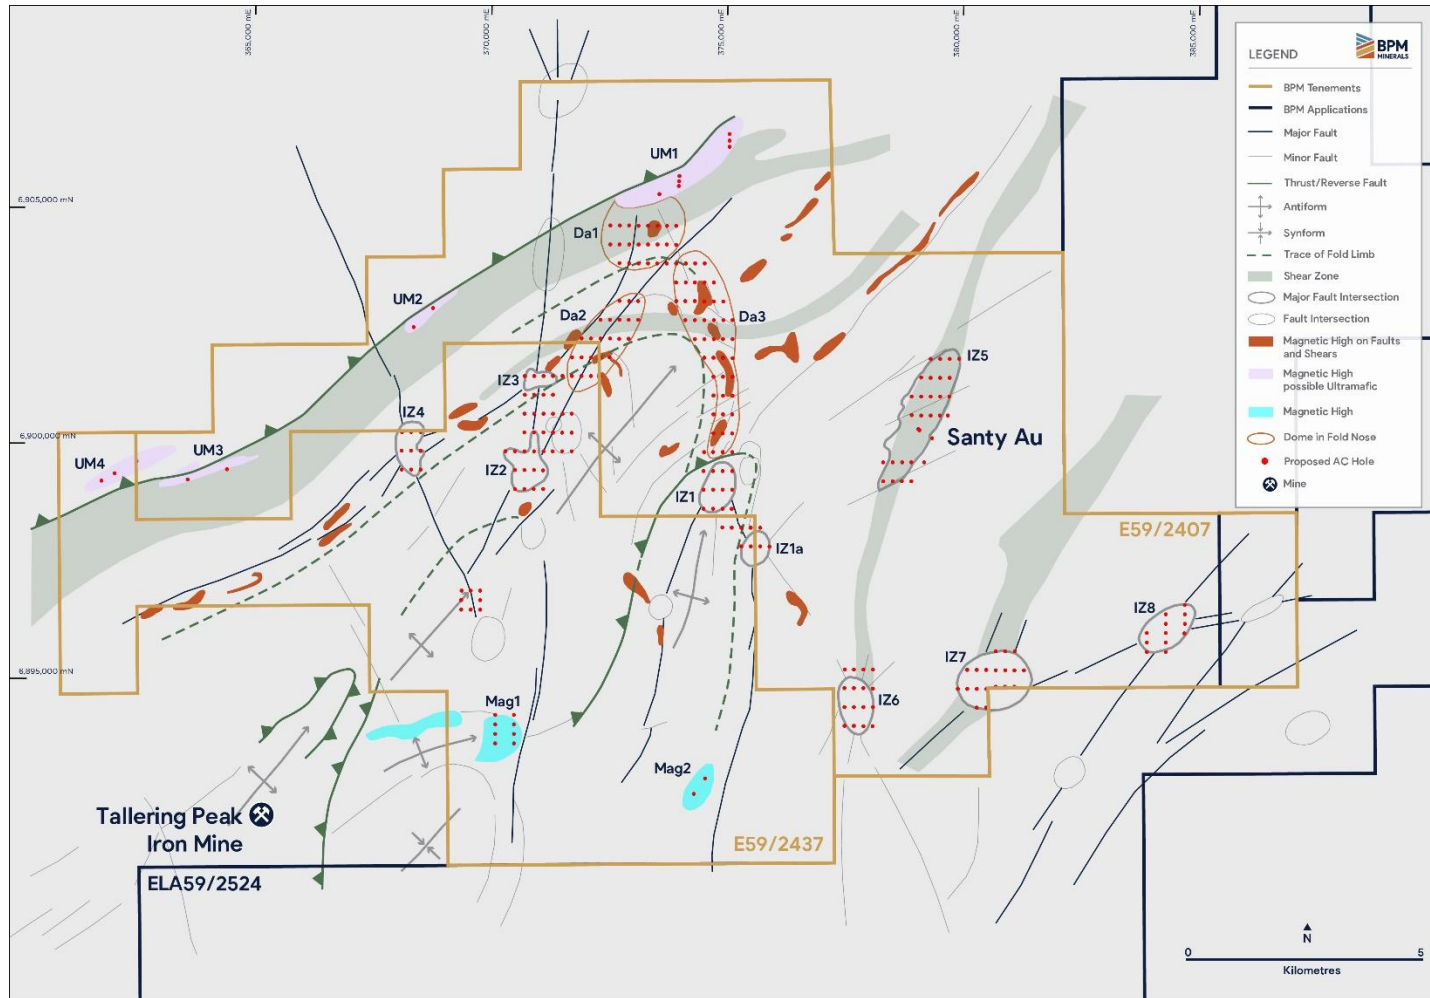 365,000 mE
370,000 mE
375,000 mE
380,000 mE
385,000 mE
LEGEND
BPM
MINERALS
BPM Tenements
BPM Applications
Major Fault
Minor Fault
Thrust/Reverse Fault
Antiform
Synform
Trace of Fold Limb
Shear Zone
Major Fault Intersection
Fault Intersection
Magnetic High on Faults
and Shears
Magnetic High
possible Ultramafic
Magnetic High
Dome in Fold Nose
Proposed AC Hole
Mine
UM1
6,905,000 mN
Da1
UM2
Da2
Da3
IZ5
IZ3
IZ4
6,900,000 mN
Santy Au
UM4
UM3
IZ2
IZ1
E59/2407
IZ1a
IZ8
IZ7
6,895,000 mN
IZ6
Mag1
Mag2
Tallering Peak
Iron Mine
E59/2437
ELA59/2524
N
0
5
Kilometres